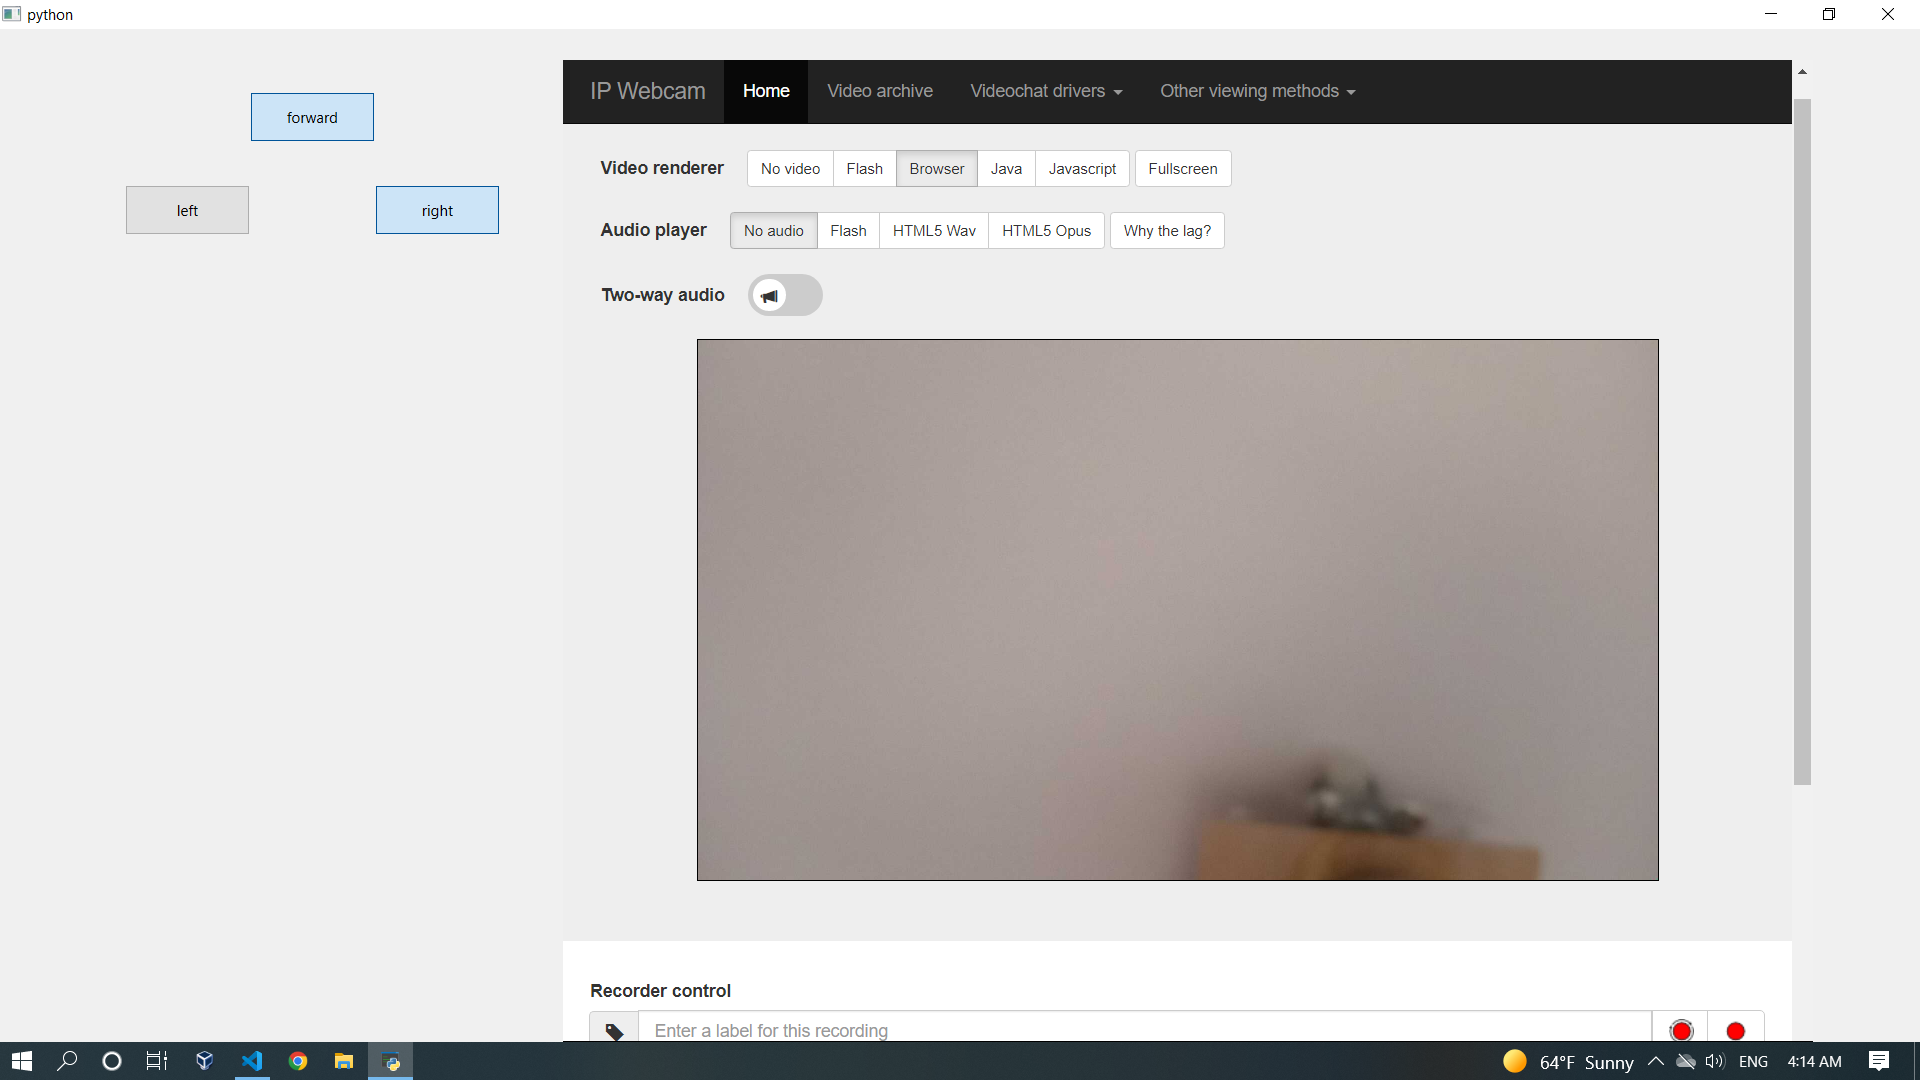 python
forward
left
right
IP Webcam Home Video archive Videochat drivers Other viewing methods
Video renderer No video Flash Browser Java Javascript Fullscreen
Audio player No audio Flash HTML5 Wav HTML5 Opus Why the lag?
Two-way audio
Recorder control
Enter a label for this recording
64°F Sunny ENG 4:14 AM